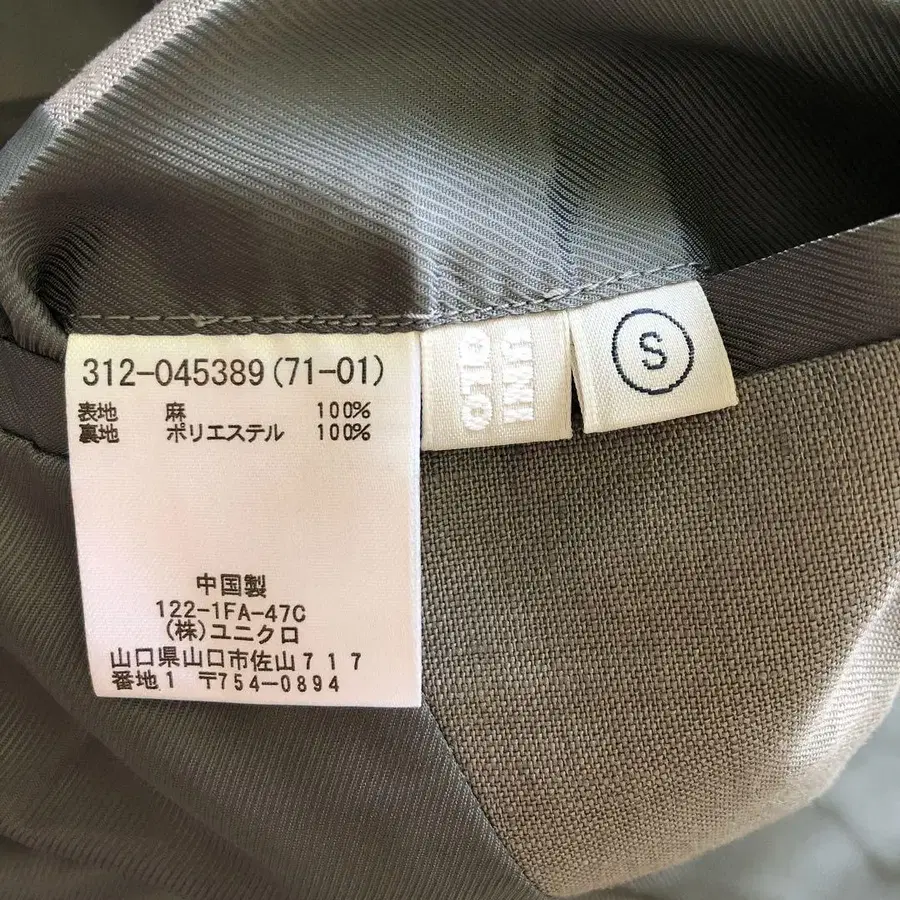 312-045389(71-01)
表地 麻 100%
裏地 ポリエステル 100%
中国製
122-1FA-47C
(株)ユニクロ
山口県山口市佐山717
番地1 〒754-0894
UNI
QLO
S